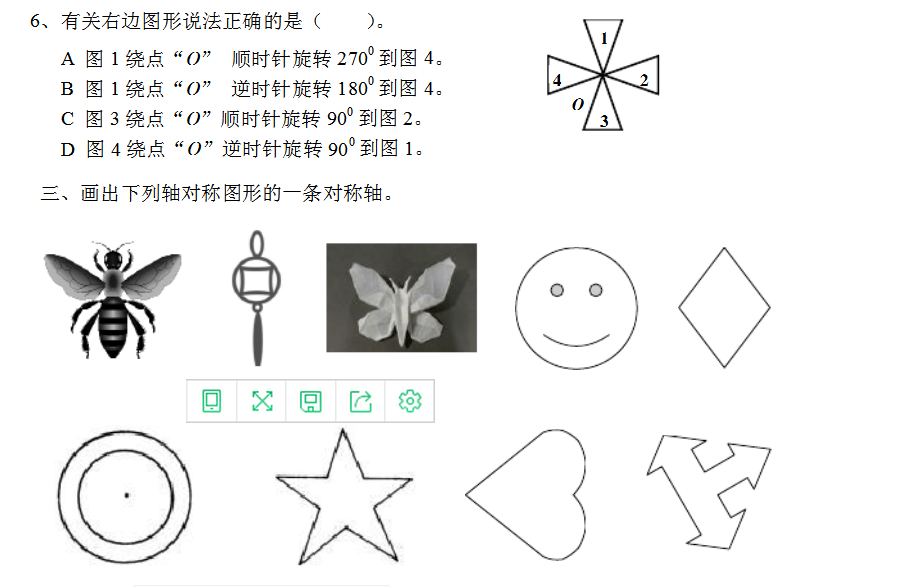 6、有关右边图形说法正确的是（　　）。
A 图 1 绕点“O” 顺时针旋转 270⁰ 到图 4。
B 图 1 绕点“O” 逆时针旋转 180⁰ 到图 4。
C 图 3 绕点“O”顺时针旋转 90⁰ 到图 2。
D 图 4 绕点“O”逆时针旋转 90⁰ 到图 1。
1
4
2
O
3
三、画出下列轴对称图形的一条对称轴。